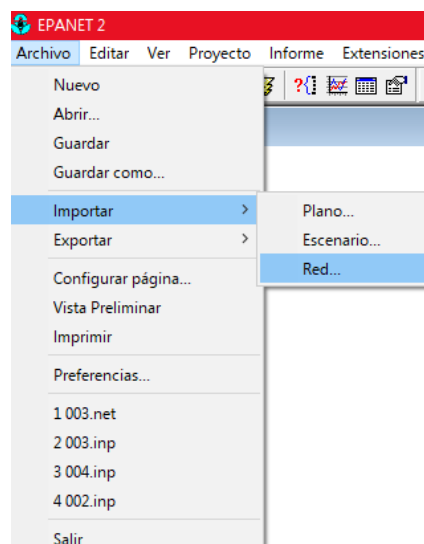 EPANET 2
Archivo Editar Ver Proyecto Informe Extensiones
Nuevo
Abrir...
Guardar
Guardar como...
Importar
Plano...
Exportar
Escenario...
Red...
Configurar página...
Vista Preliminar
Imprimir
Preferencias...
1 003.net
2 003.inp
3 004.inp
4 002.inp
Salir